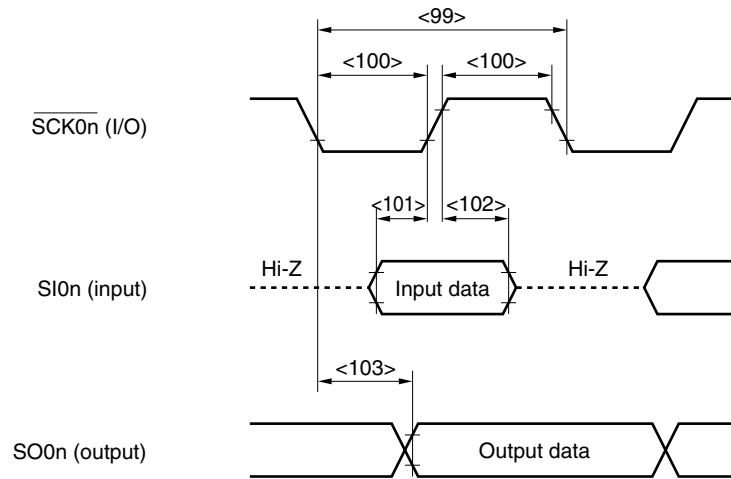 <99>
<100> <100>
SCK0n (I/O)
<101> <102>
Hi-Z Hi-Z
SI0n (input) Input data
<103>
SO0n (output) Output data